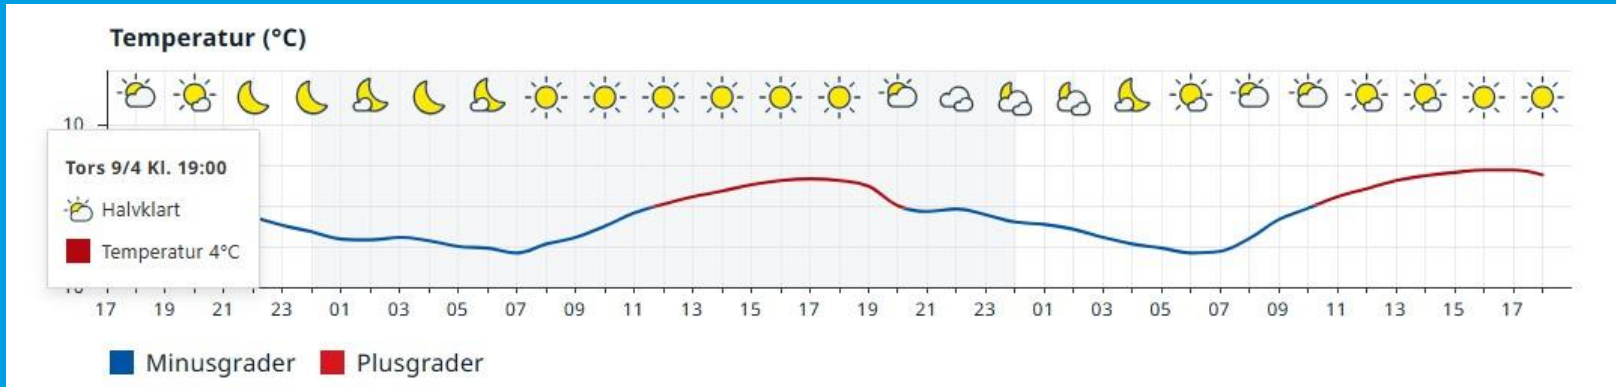 Temperatur (°C)
10
Tors 9/4 Kl. 19:00
Halvklart
Temperatur 4°C
17 19 21 23 01 03 05 07 09 11 13 15 17 19 21 23 01 03 05 07 09 11 13 15 17
Minusgrader Plusgrader